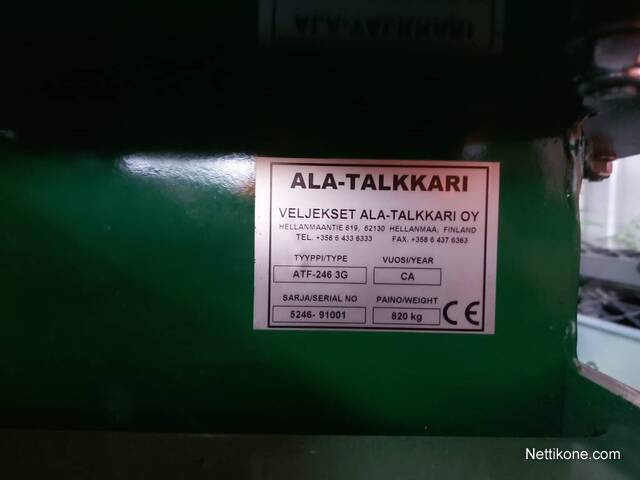 ALA-TALKKARI
VELJEKSET ALA-TALKKARI OY
HELLANMAANTIE 619, 62130 HELLANMAA, FINLAND
TEL. +358 6 433 6333 FAX. +358 6 437 6363
TYYPPI/TYPE VUOSI/YEAR
ATF-246 3G CA
SARJA/SERIAL NO PAINO/WEIGHT
5246- 91001 820 kg CE
Nettikone.com